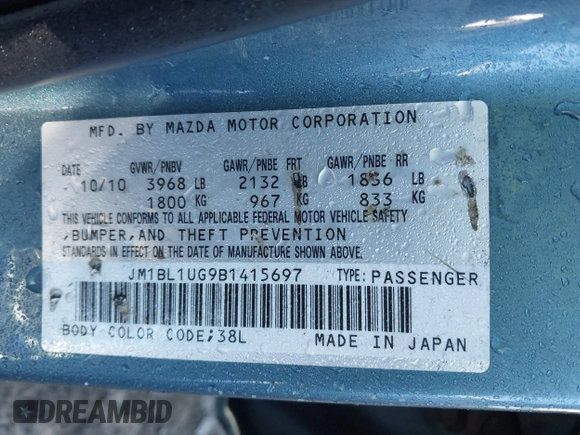 MFD. BY MAZDA MOTOR CORPORATION
DATE GVWR/PNBV GAWR/PNBE FRT GAWR/PNBE RR
10/10 3968 LB 2132 LB 1836 LB
1800 KG 967 KG 833 KG
THIS VEHICLE CONFORMS TO ALL APPLICABLE FEDERAL MOTOR VEHICLE SAFETY
,BUMPER,AND THEFT PREVENTION
STANDARDS IN EFFECT ON THE DATE OF MANUFACTURE SHOWN ABOVE.
JM1BL1UG9B1415697 TYPE: PASSENGER
BODY COLOR CODE;38L MADE IN JAPAN
DREAMBID